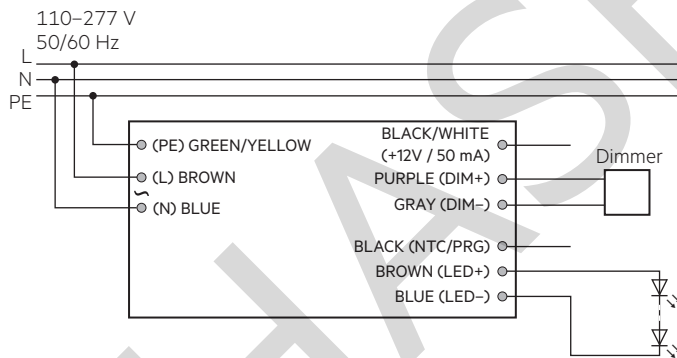 110–277 V
50/60 Hz
L
N
PE
(PE) GREEN/YELLOW
(L) BROWN
(N) BLUE
BLACK/WHITE
(+12V / 50 mA)
PURPLE (DIM+)
GRAY (DIM–)
BLACK (NTC/PRG)
BROWN (LED+)
BLUE (LED–)
Dimmer